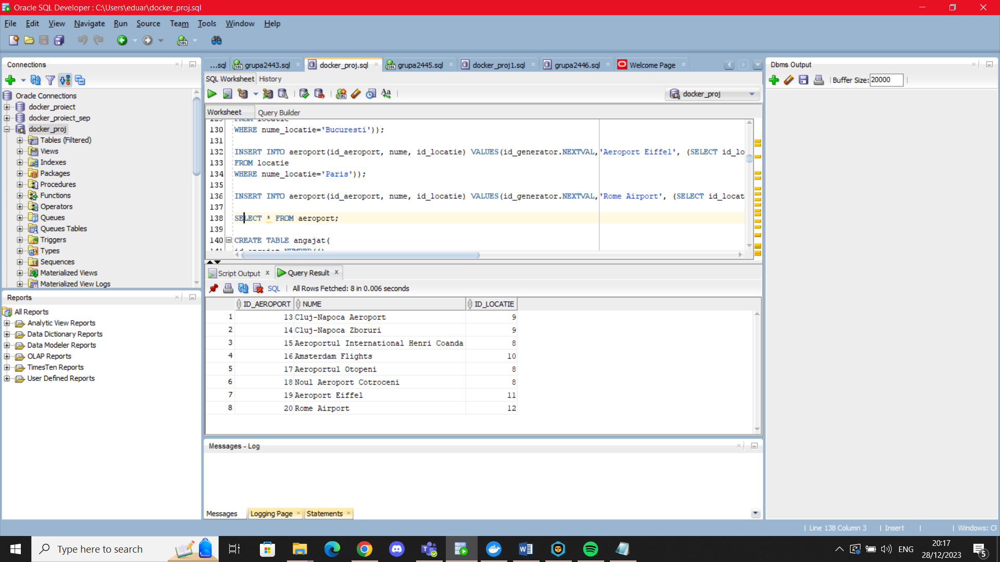 Oracle SQL Developer : C:\Users\eduar\docker_proj.sql
File Edit View Navigate Run Source Team Tools Window Help
Connections
Oracle Connections
docker_proiect
docker_proiect_sep
docker_proj
Tables (Filtered)
Views
Indexes
Packages
Procedures
Functions
Operators
Queues
Queues Tables
Triggers
Types
Sequences
Materialized Views
Materialized View Logs
Reports
All Reports
Analytic View Reports
Data Dictionary Reports
Data Modeler Reports
OLAP Reports
TimesTen Reports
User Defined Reports
...sql grupa2443.sql docker_proj.sql grupa2445.sql docker_proj1.sql grupa2446.sql Welcome Page
SQL Worksheet History
docker_proj
Worksheet Query Builder
129 FROM locatie
130 WHERE nume_locatie='Bucuresti'));
131
132 INSERT INTO aeroport(id_aeroport, nume, id_locatie) VALUES(id_generator.NEXTVAL,'Aeroport Eiffel', (SELECT id_lo
133 FROM locatie
134 WHERE nume_locatie='Paris'));
135
136 INSERT INTO aeroport(id_aeroport, nume, id_locatie) VALUES(id_generator.NEXTVAL,'Rome Airport', (SELECT id_locat
137
138 SELECT * FROM aeroport;
139
140 CREATE TABLE angajat(
141 id_angajat NUMBER(4)
Script Output Query Result
SQL All Rows Fetched: 8 in 0.006 seconds
ID_AEROPORT NUME ID_LOCATIE
1 13 Cluj-Napoca Aeroport 9
2 14 Cluj-Napoca Zboruri 9
3 15 Aeroportul International Henri Coanda 8
4 16 Amsterdam Flights 10
5 17 Aeroportul Otopeni 8
6 18 Noul Aeroport Cotroceni 8
7 19 Aeroport Eiffel 11
8 20 Rome Airport 12
Messages - Log
Messages Logging Page Statements
Dbms Output
Buffer Size: 20000
Line 138 Column 3 Insert Windows: CF
Type here to search
ENG
20:17
28/12/2023
5